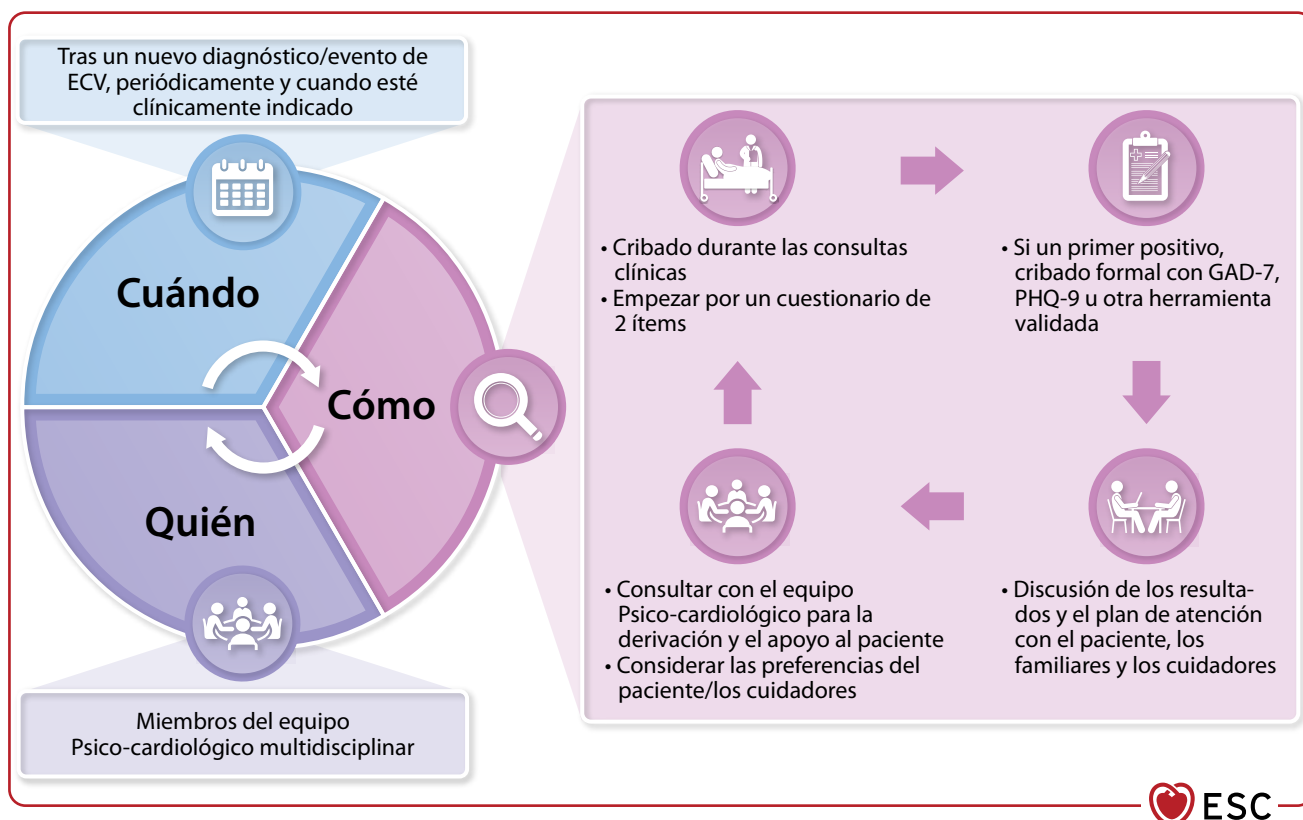 Tras un nuevo diagnóstico/evento de
ECV, periódicamente y cuando esté
clínicamente indicado
Cuándo
Cómo
Quién
Miembros del equipo
Psico-cardiológico multidisciplinar
• Cribado durante las consultas
clínicas
• Empezar por un cuestionario de
2 ítems
• Si un primer positivo,
cribado formal con GAD-7,
PHQ-9 u otra herramienta
validada
• Discusión de los resulta-
dos y el plan de atención
con el paciente, los
familiares y los cuidadores
• Consultar con el equipo
Psico-cardiológico para la
derivación y el apoyo al paciente
• Considerar las preferencias del
paciente/los cuidadores
ESC